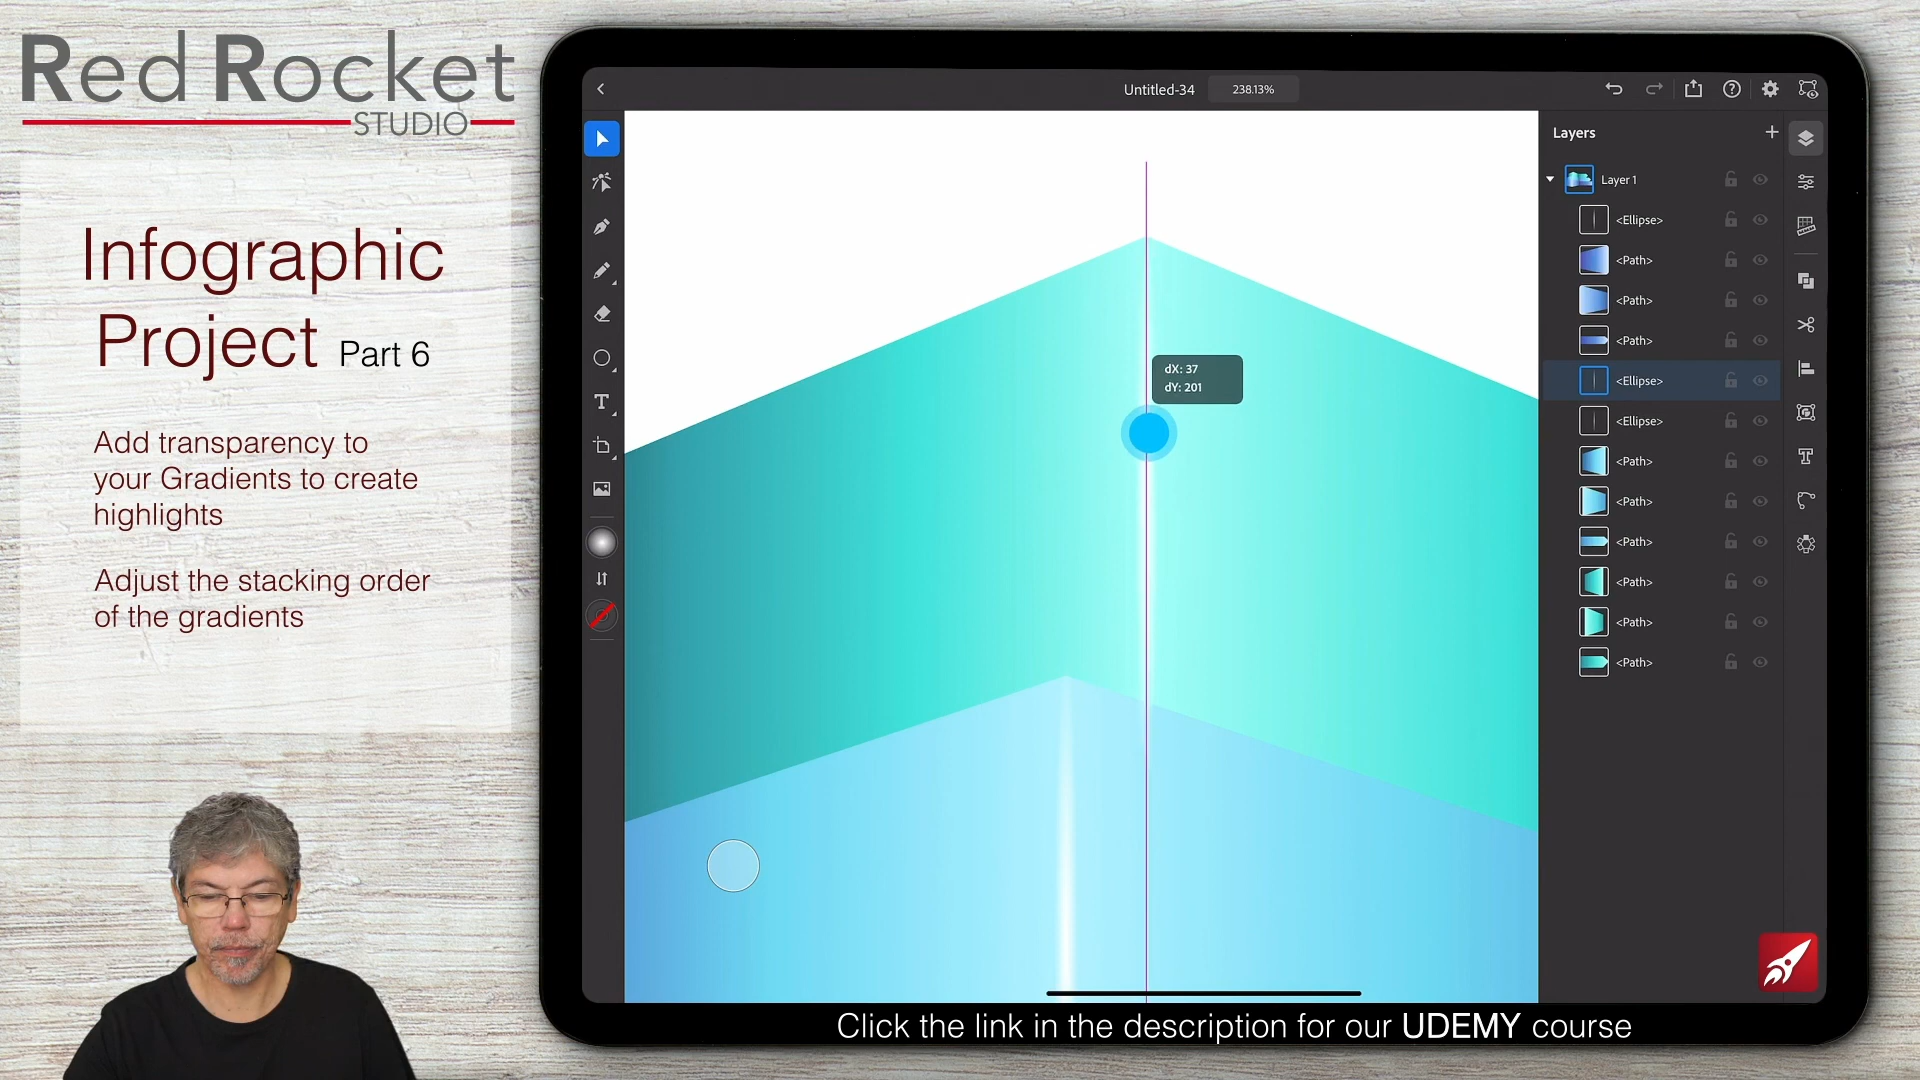 Red Rocket
STUDIO
Infographic
Project Part 6
Add transparency to
your Gradients to create
highlights
Adjust the stacking order
of the gradients
Untitled-34
238.13%
Layers
Layer 1
<Ellipse>
<Path>
<Path>
<Path>
<Ellipse>
<Ellipse>
<Path>
<Path>
<Path>
<Path>
<Path>
<Path>
dX: 37
dY: 201
Click the link in the description for our UDEMY course